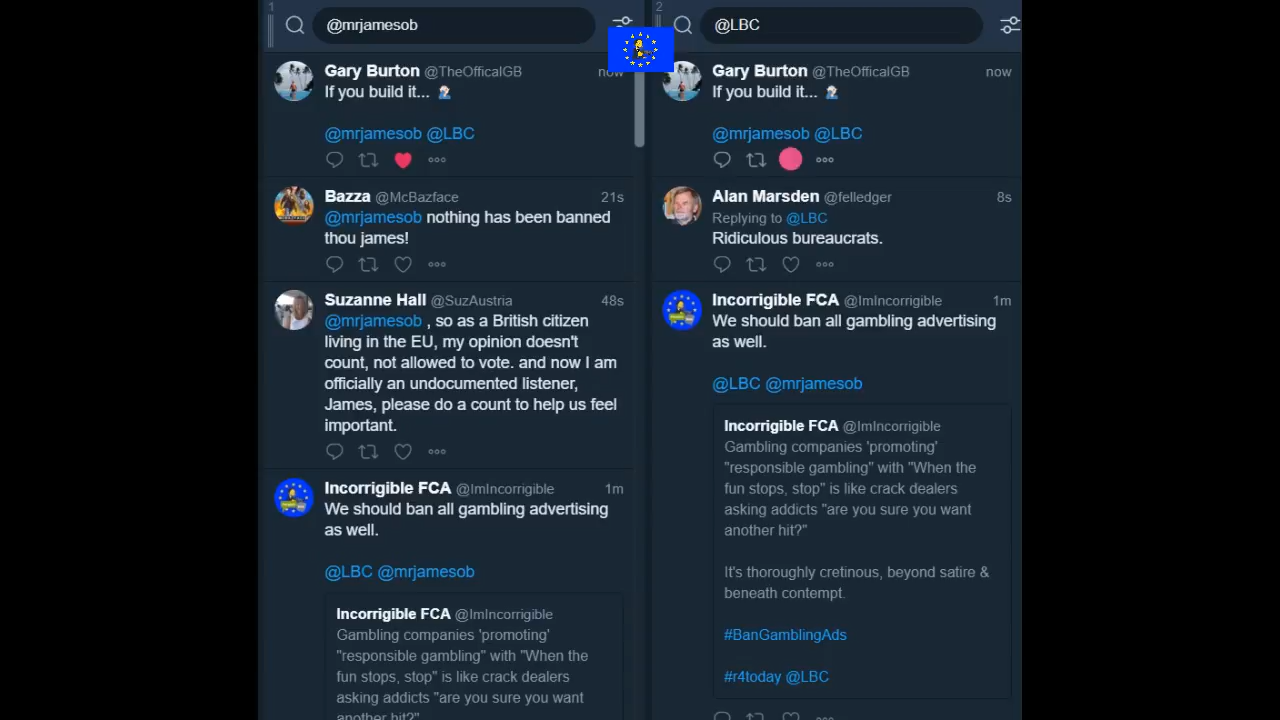 1
@mrjamesob
Gary Burton @TheOfficalGB now
If you build it...
@mrjamesob @LBC
Bazza @McBazface 21s
@mrjamesob nothing has been banned
thou james!
Suzanne Hall @SuzAustria 48s
@mrjamesob , so as a British citizen
living in the EU, my opinion doesn't
count, not allowed to vote. and now I am
officially an undocumented listener,
James, please do a count to help us feel
important.
Incorrigible FCA @ImIncorrigible 1m
We should ban all gambling advertising
as well.
@LBC @mrjamesob
Incorrigible FCA @ImIncorrigible
Gambling companies 'promoting'
"responsible gambling" with "When the
fun stops, stop" is like crack dealers
asking addicts "are you sure you want
another hit?"
2
@LBC
Gary Burton @TheOfficalGB now
If you build it...
@mrjamesob @LBC
Alan Marsden @felledger 8s
Replying to @LBC
Ridiculous bureaucrats.
Incorrigible FCA @ImIncorrigible 1m
We should ban all gambling advertising
as well.
@LBC @mrjamesob
Incorrigible FCA @ImIncorrigible
Gambling companies 'promoting'
"responsible gambling" with "When the
fun stops, stop" is like crack dealers
asking addicts "are you sure you want
another hit?"
It's thoroughly cretinous, beyond satire &
beneath contempt.
#BanGamblingAds
#r4today @LBC